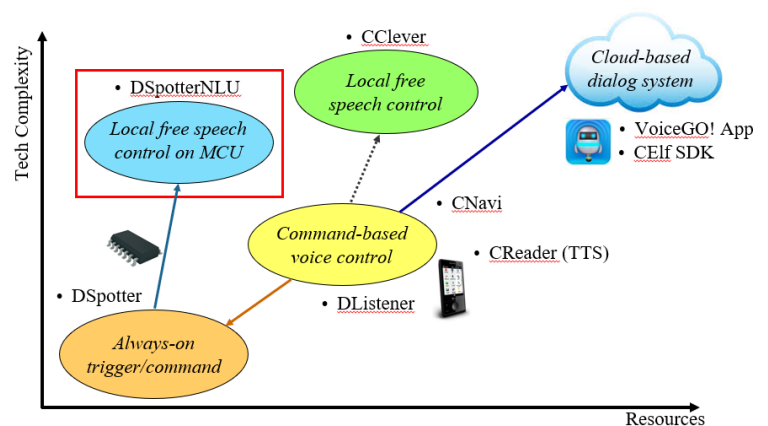 Tech Complexity
• CClever
Local free
speech control
Cloud-based
dialog system
• DSpotterNLU
Local free speech
control on MCU
• VoiceGO! App
• CElf SDK
• CNavi
Command-based
voice control
• CReader (TTS)
• DSpotter
• DListener
Always-on
trigger/command
Resources